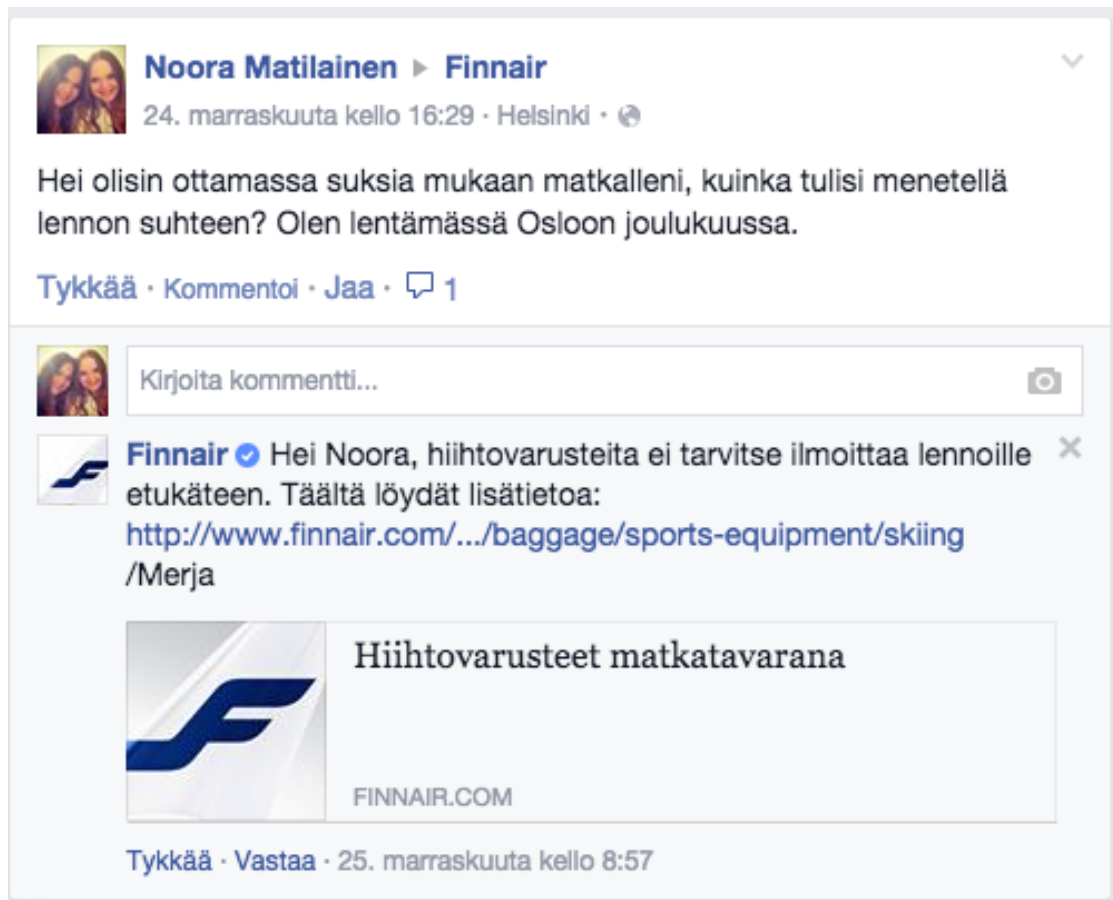 Noora Matilainen ▸ Finnair
24. marraskuuta kello 16:29 · Helsinki ·
Hei olisin ottamassa suksia mukaan matkalleni, kuinka tulisi menetellä
lennon suhteen? Olen lentämässä Osloon joulukuussa.
Tykkää · Kommentoi · Jaa · 1
Kirjoita kommentti...
Finnair Hei Noora, hiihtovarusteita ei tarvitse ilmoittaa lennoille
etukäteen. Täältä löydät lisätietoa:
http://www.finnair.com/.../baggage/sports-equipment/skiing
/Merja
Hiihtovarusteet matkatavarana
FINNAIR.COM
Tykkää · Vastaa · 25. marraskuuta kello 8:57